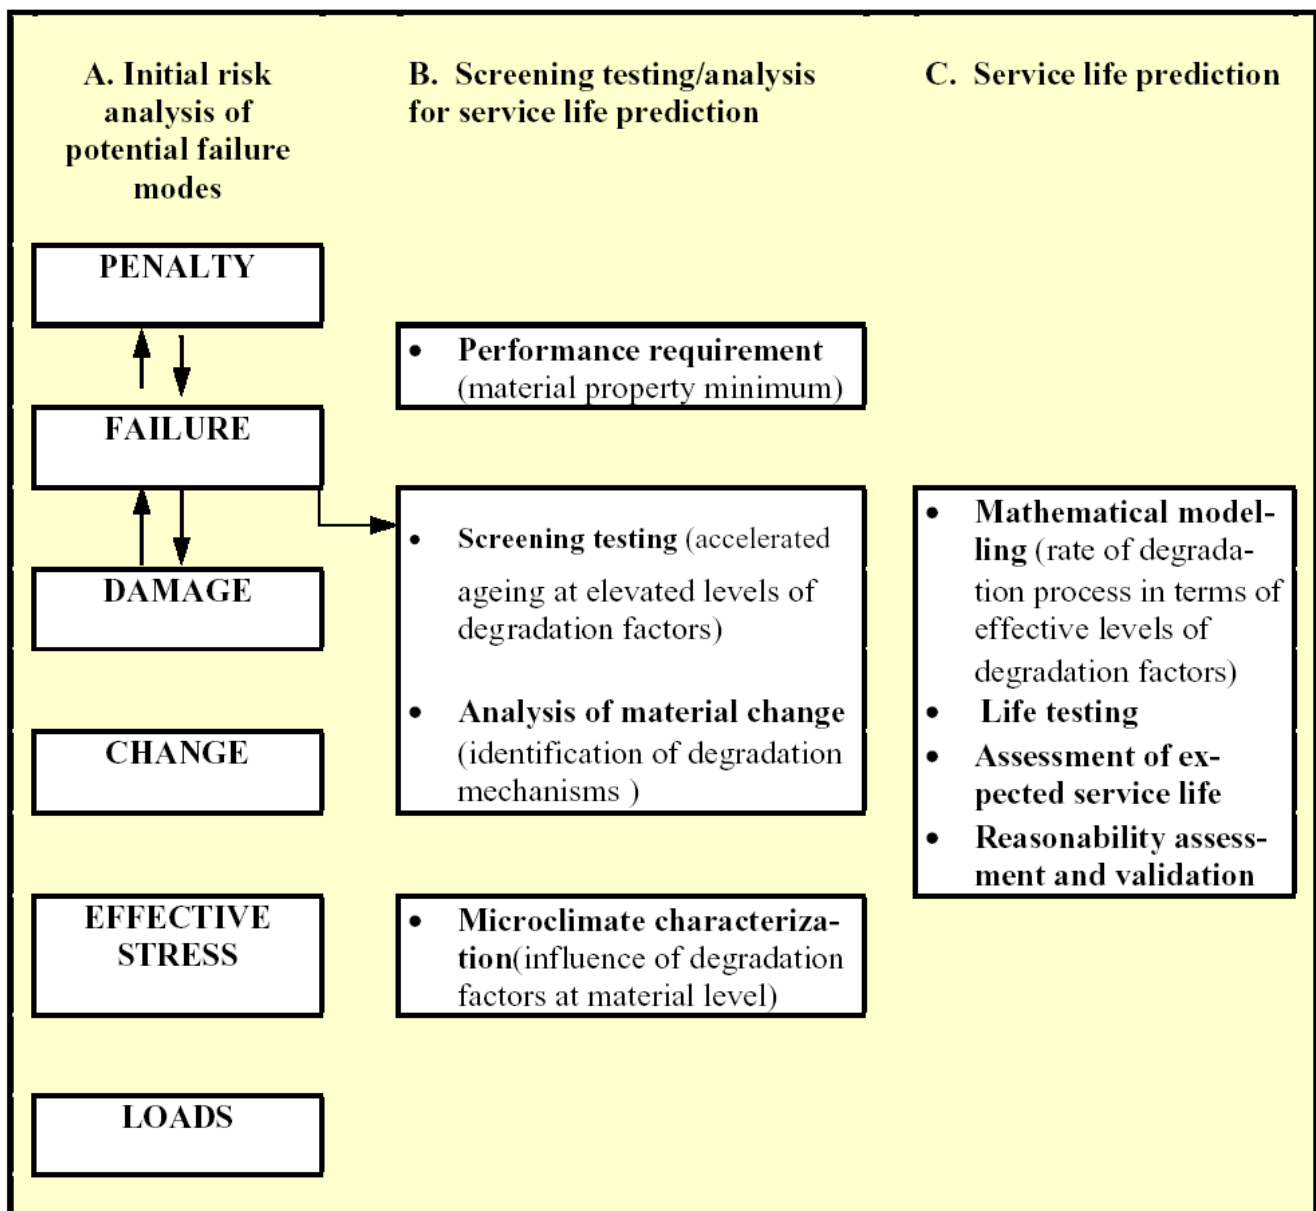 A. Initial risk
analysis of
potential failure
modes
B.  Screening testing/analysis
for service life prediction
C.  Service life prediction
PENALTY
• Performance requirement
(material property minimum)
FAILURE
• Screening testing (accelerated
ageing at elevated levels of
degradation factors)
• Analysis of material change
(identification of degradation
mechanisms )
• Mathematical model-
ling (rate of degrada-
tion process in terms of
effective levels of
degradation factors)
• Life testing
• Assessment of ex-
pected service life
• Reasonability assess-
ment and validation
DAMAGE
CHANGE
EFFECTIVE
STRESS
• Microclimate characteriza-
tion(influence of degradation
factors at material level)
LOADS